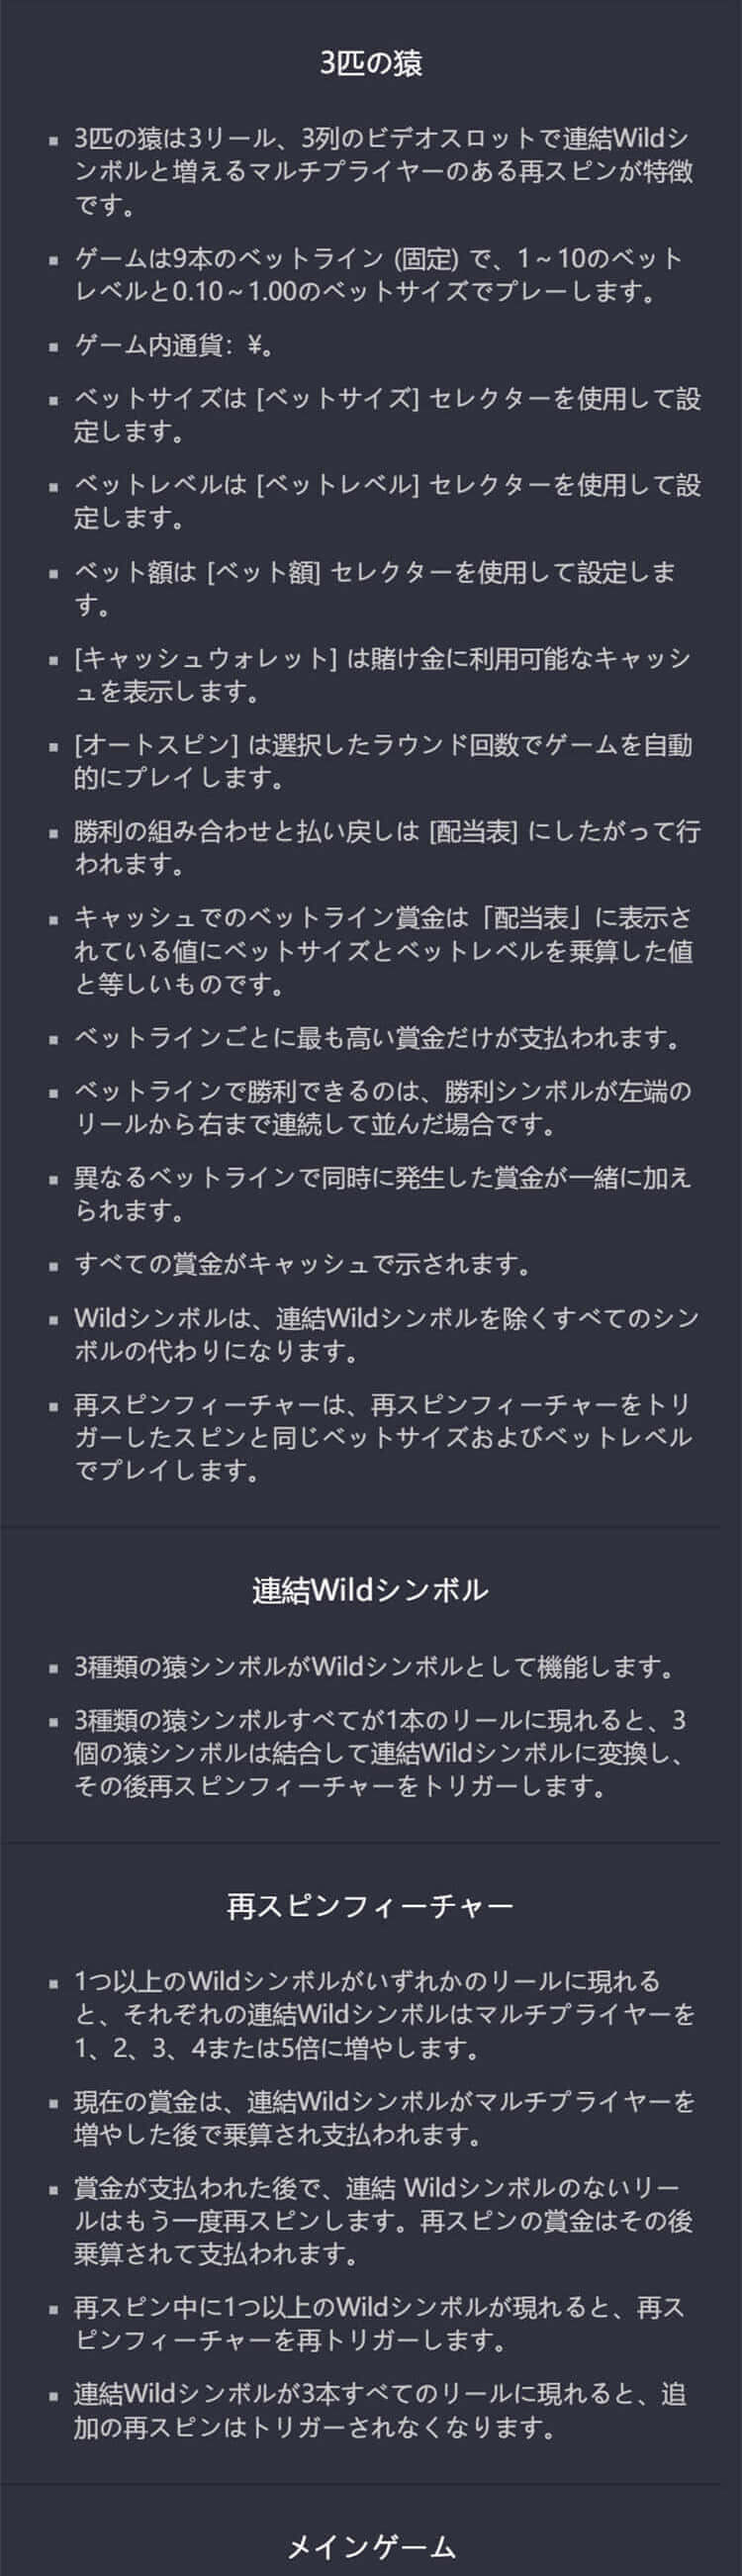 3匹の猿
▪ 3匹の猿は3リール、3列のビデオスロットで連結Wildシ
ンボルと増えるマルチプライヤーのある再スピンが特徴
です。
▪ ゲームは9本のベットライン (固定) で、1～10のベット
レベルと0.10～1.00のベットサイズでプレーします。
▪ ゲーム内通貨: ¥。
▪ ベットサイズは [ベットサイズ] セレクターを使用して設
定します。
▪ ベットレベルは [ベットレベル] セレクターを使用して設
定します。
▪ ベット額は [ベット額] セレクターを使用して設定しま
す。
▪ [キャッシュウォレット] は賭け金に利用可能なキャッシ
ュを表示します。
▪ [オートスピン] は選択したラウンド回数でゲームを自動
的にプレイします。
▪ 勝利の組み合わせと払い戻しは [配当表] にしたがって行
われます。
▪ キャッシュでのベットライン賞金は「配当表」に表示さ
れている値にベットサイズとベットレベルを乗算した値
と等しいものです。
▪ ベットラインごとに最も高い賞金だけが支払われます。
▪ ベットラインで勝利できるのは、勝利シンボルが左端の
リールから右まで連続して並んだ場合です。
▪ 異なるベットラインで同時に発生した賞金が一緒に加え
られます。
▪ すべての賞金がキャッシュで示されます。
▪ Wildシンボルは、連結Wildシンボルを除くすべてのシン
ボルの代わりになります。
▪ 再スピンフィーチャーは、再スピンフィーチャーをトリ
ガーしたスピンと同じベットサイズおよびベットレベル
でプレイします。
連結Wildシンボル
▪ 3種類の猿シンボルがWildシンボルとして機能します。
▪ 3種類の猿シンボルすべてが1本のリールに現れると、3
個の猿シンボルは結合して連結Wildシンボルに変換し、
その後再スピンフィーチャーをトリガーします。
再スピンフィーチャー
▪ 1つ以上のWildシンボルがいずれかのリールに現れる
と、それぞれの連結Wildシンボルはマルチプライヤーを
1、2、3、4または5倍に増やします。
▪ 現在の賞金は、連結Wildシンボルがマルチプライヤーを
増やした後で乗算され支払われます。
▪ 賞金が支払われた後で、連結 Wildシンボルのないリー
ルはもう一度再スピンします。再スピンの賞金はその後
乗算されて支払われます。
▪ 再スピン中に1つ以上のWildシンボルが現れると、再ス
ピンフィーチャーを再トリガーします。
▪ 連結Wildシンボルが3本すべてのリールに現れると、追
加の再スピンはトリガーされなくなります。
メインゲーム